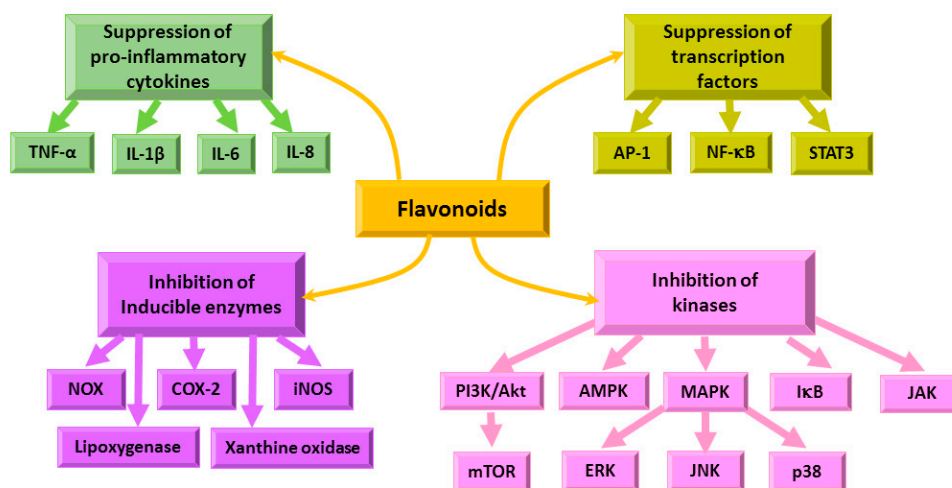 Suppression of
pro-inflammatory
cytokines
TNF-α
IL-1β
IL-6
IL-8
Suppression of
transcription
factors
AP-1
NF-κB
STAT3
Flavonoids
Inhibition of
Inducible enzymes
NOX
COX-2
iNOS
Lipoxygenase
Xanthine oxidase
Inhibition of
kinases
PI3K/Akt
AMPK
MAPK
IκB
JAK
mTOR
ERK
JNK
p38